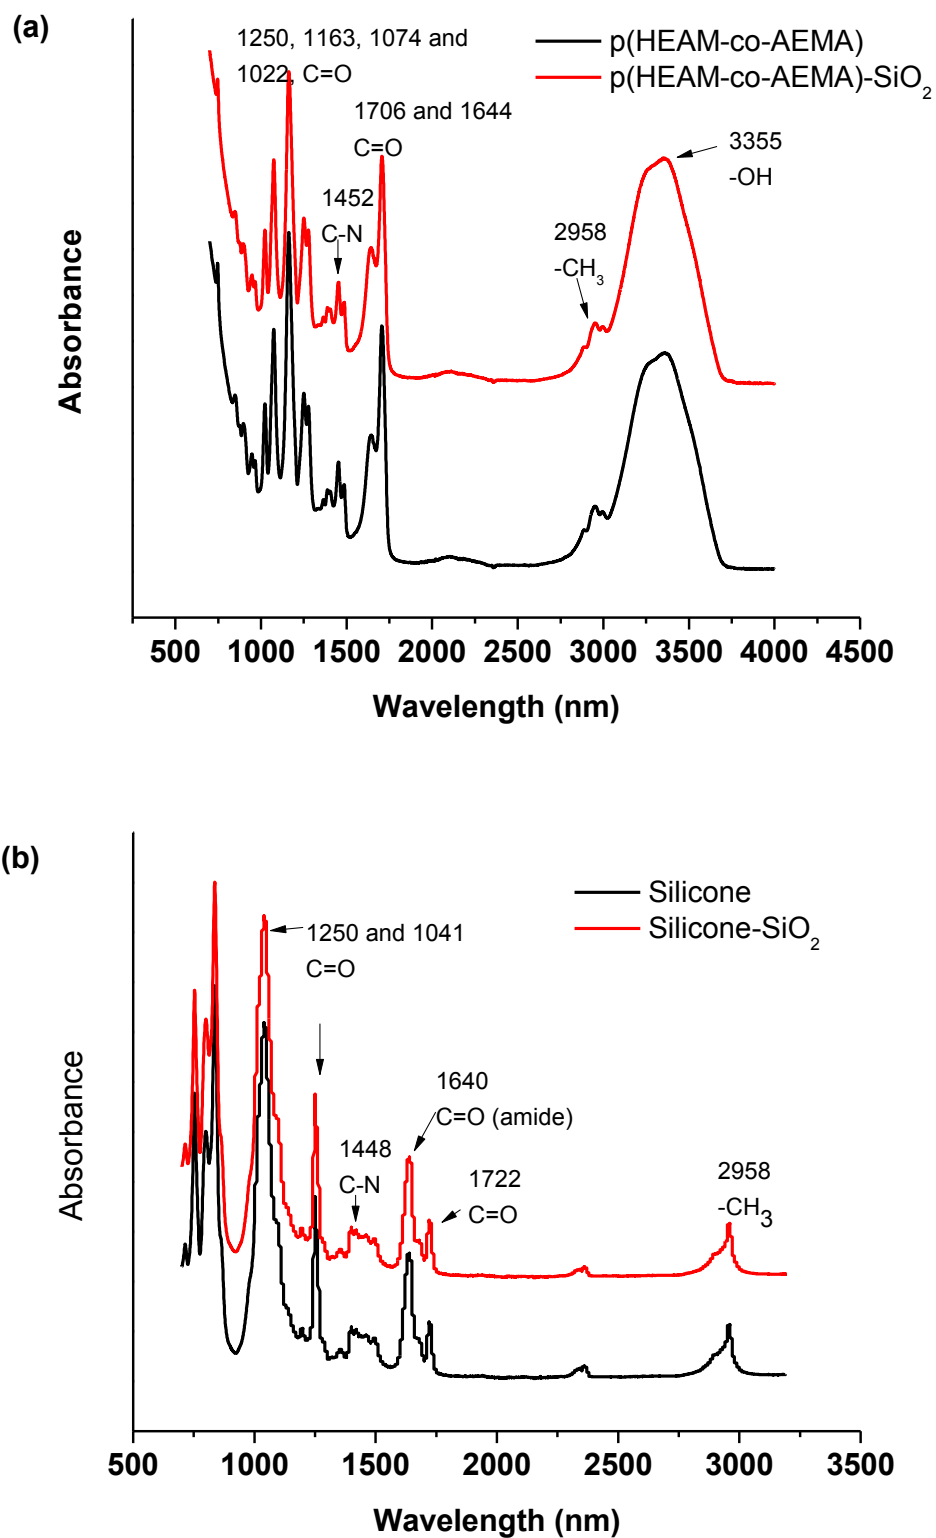 (a)
1250, 1163, 1074 and
1022, C=O
p(HEAM-co-AEMA)
p(HEAM-co-AEMA)-SiO₂
1706 and 1644
C=O
1452
C-N
2958
-CH₃
3355
-OH
Absorbance
500 1000 1500 2000 2500 3000 3500 4000 4500
Wavelength (nm)
(b)
Silicone
Silicone-SiO₂
1250 and 1041
C=O
1640
C=O (amide)
1448
C-N
1722
C=O
2958
-CH₃
Absorbance
500 1000 1500 2000 2500 3000 3500
Wavelength (nm)